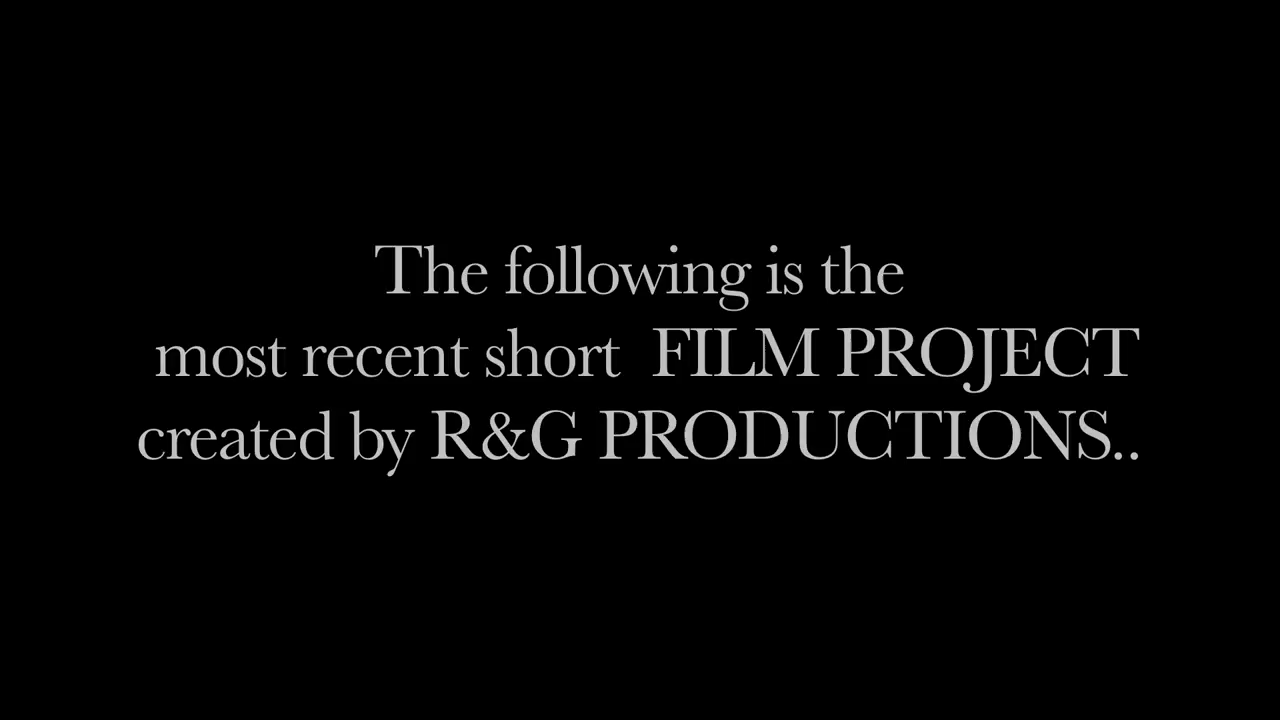 The following is the
most recent short  FILM PROJECT
created by R&G PRODUCTIONS..